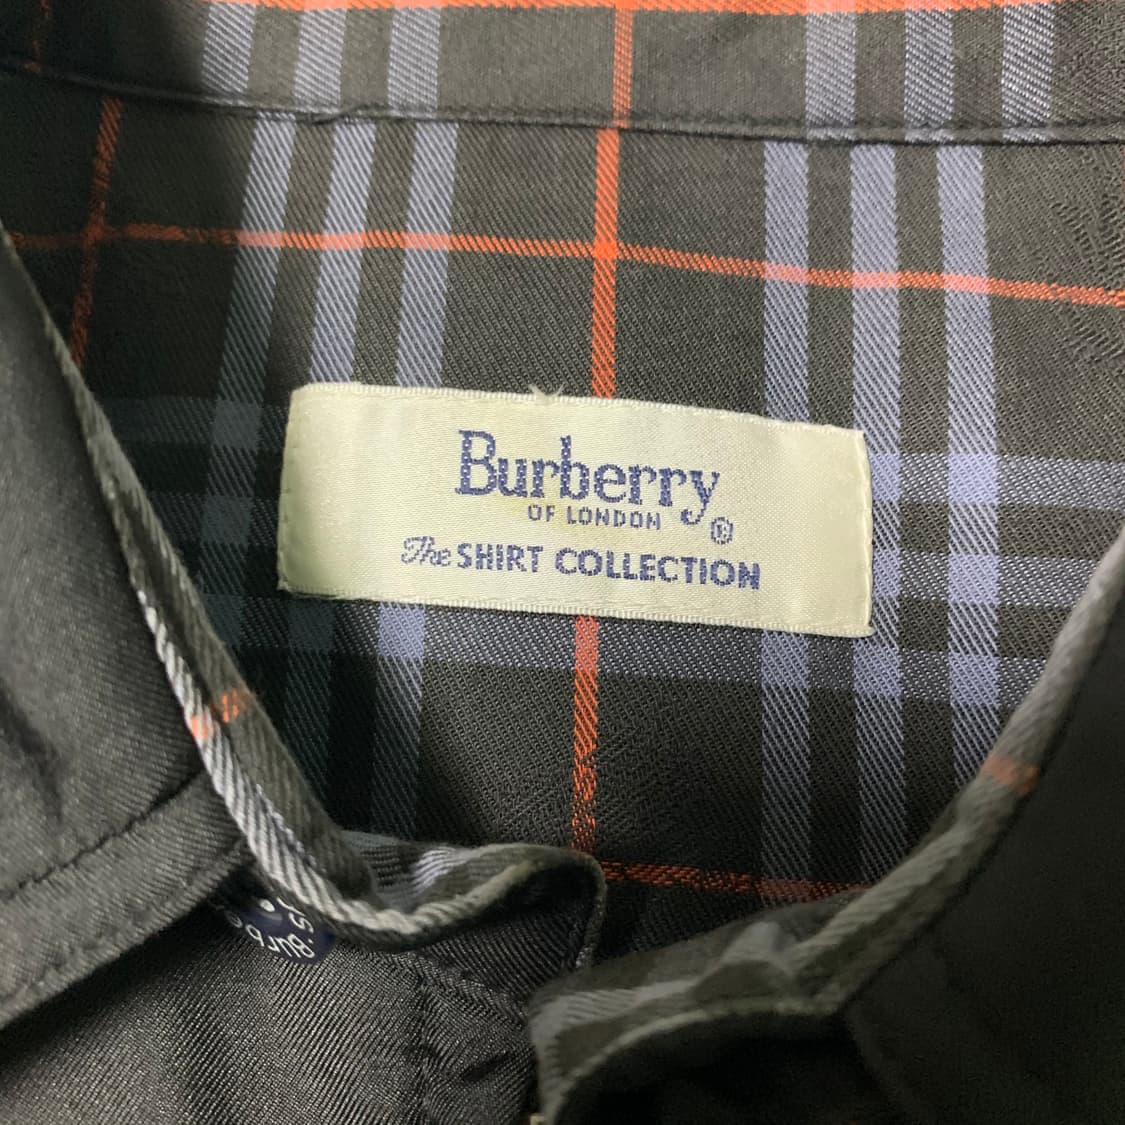 Burberry
OF LONDON ®
The SHIRT COLLECTION